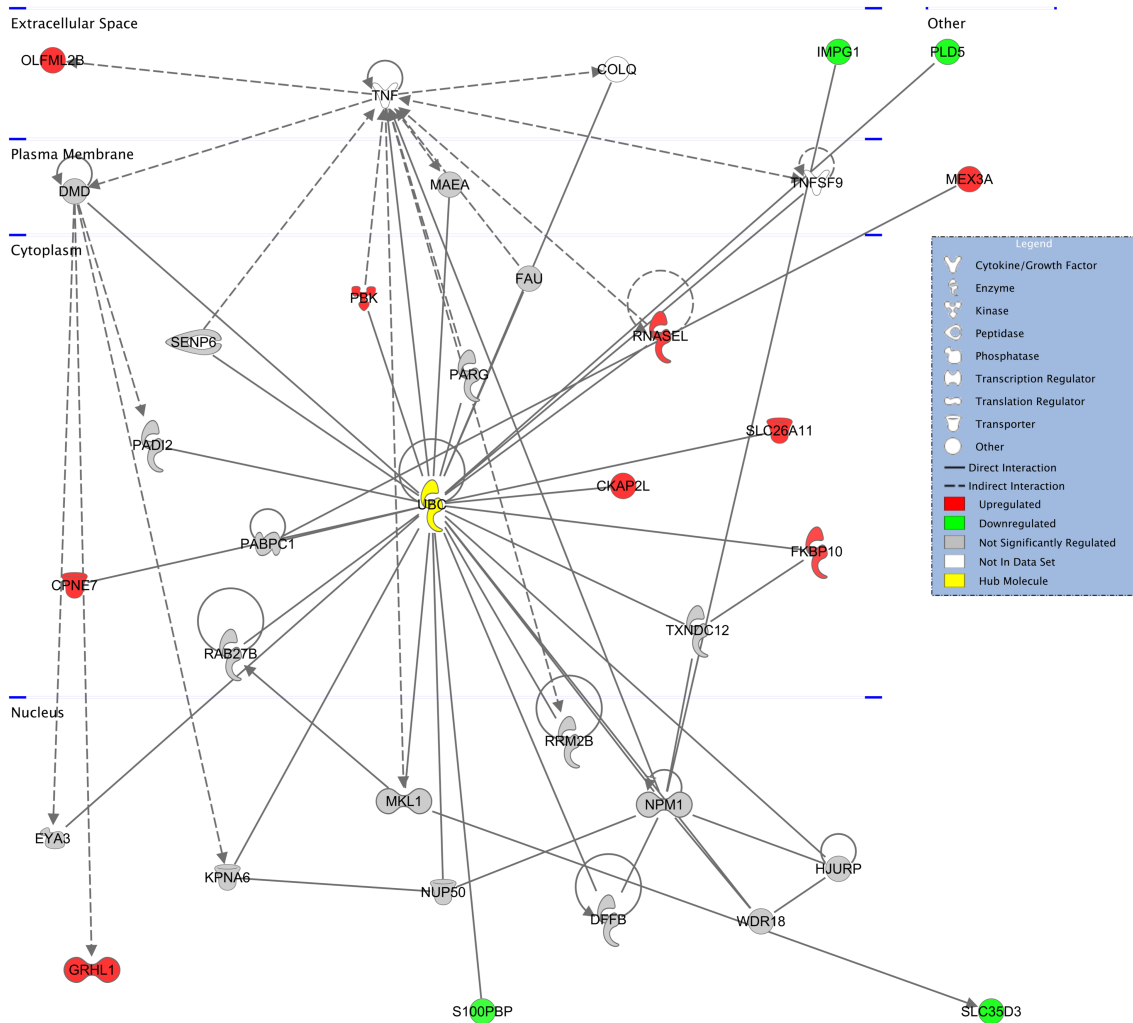 Extracellular Space
Other
OLFML2B
TNF
COLQ
IMPG1
PLD5
Plasma Membrane
DMD
MAEA
TNFSF9
MEX3A
Cytoplasm
FAU
PBK
SENP6
PARG
RNASEL
PADI2
SLC26A11
CKAP2L
UBC
PABPC1
FKBP10
CPNE7
TXNDC12
RAB27B
Nucleus
RRM2B
MKL1
NPM1
EYA3
KPNA6
NUP50
HJURP
DFFB
WDR18
GRHL1
S100PBP
SLC35D3
Legend
Cytokine/Growth Factor
Enzyme
Kinase
Peptidase
Phosphatase
Transcription Regulator
Translation Regulator
Transporter
Other
Direct Interaction
Indirect Interaction
Upregulated
Downregulated
Not Significantly Regulated
Not In Data Set
Hub Molecule